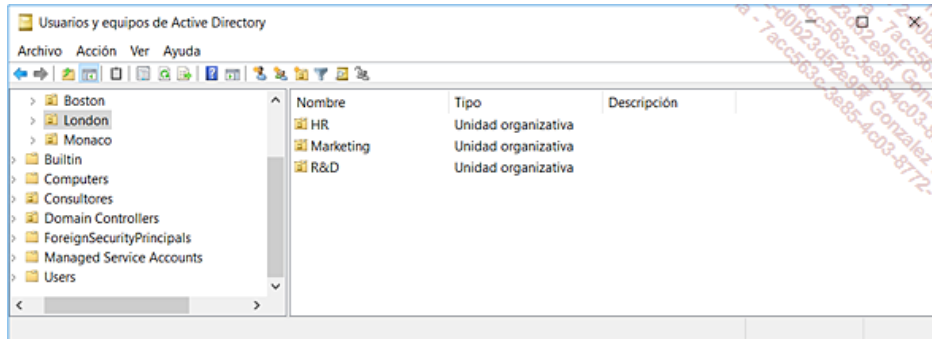 Usuarios y equipos de Active Directory
Archivo Acción Ver Ayuda
Boston
London
Monaco
Builtin
Computers
Consultores
Domain Controllers
ForeignSecurityPrincipals
Managed Service Accounts
Users
Nombre Tipo Descripción
HR Unidad organizativa
Marketing Unidad organizativa
R&D Unidad organizativa